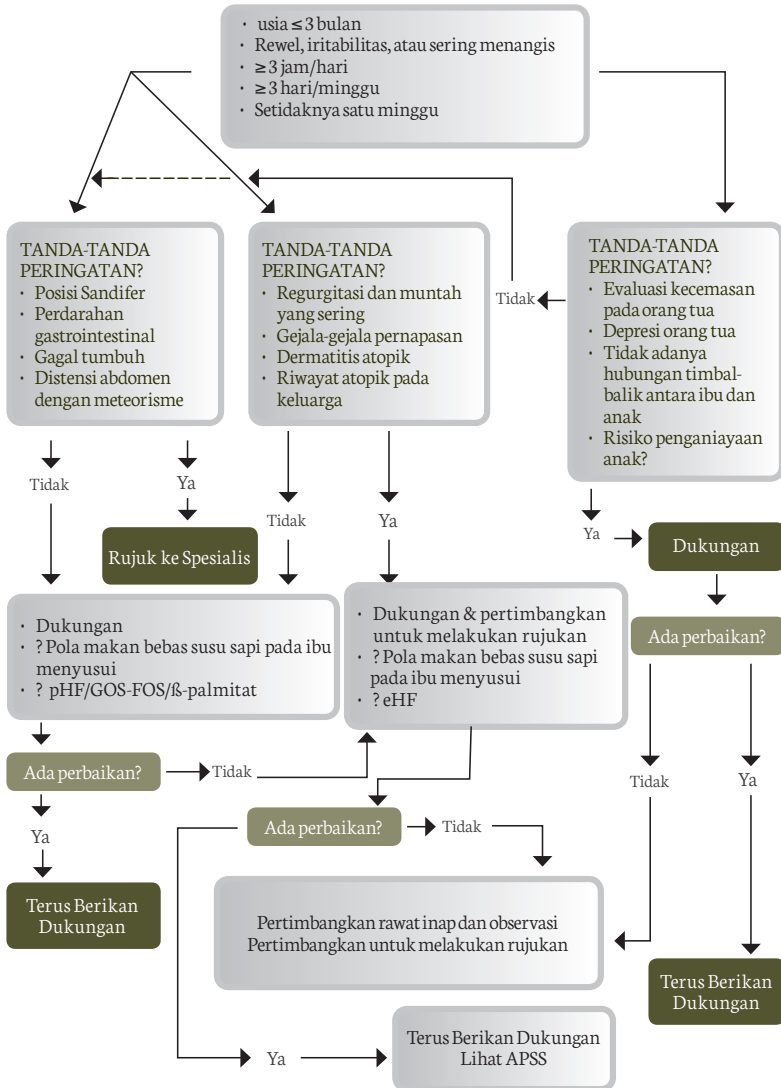 · usia ≤ 3 bulan
· Rewel, iritabilitas, atau sering menangis
· ≥ 3 jam/hari
· ≥ 3 hari/minggu
· Setidaknya satu minggu
TANDA-TANDA
PERINGATAN?
· Posisi Sandifer
· Perdarahan
gastrointestinal
· Gagal tumbuh
· Distensi abdomen
dengan meteorisme
TANDA-TANDA
PERINGATAN?
· Regurgitasi dan muntah
yang sering
· Gejala-gejala pernapasan
· Dermatitis atopik
· Riwayat atopik pada
keluarga
Tidak
TANDA-TANDA
PERINGATAN?
· Evaluasi kecemasan
pada orang tua
· Depresi orang tua
· Tidak adanya
hubungan timbal-
balik antara ibu dan
anak
· Risiko penganiayaan
anak?
Tidak
Ya
Tidak
Ya
Ya
Rujuk ke Spesialis
Dukungan
· Dukungan
· ? Pola makan bebas susu sapi pada ibu
menyusui
· ? pHF/GOS-FOS/ß-palmitat
· Dukungan & pertimbangkan
untuk melakukan rujukan
· ? Pola makan bebas susu sapi
pada ibu menyusui
· ? eHF
Ada perbaikan?
Ada perbaikan?
Tidak
Tidak
Ya
Ya
Ada perbaikan?
Tidak
Terus Berikan
Dukungan
Pertimbangkan rawat inap dan observasi
Pertimbangkan untuk melakukan rujukan
Terus Berikan
Dukungan
Ya
Terus Berikan Dukungan
Lihat APSS